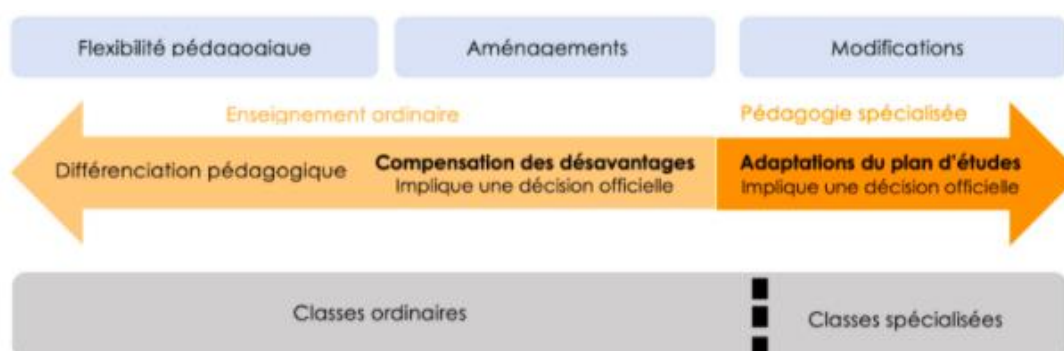 Flexibilité pédagogique
Aménagements
Modifications
Enseignement ordinaire
Pédagogie spécialisée
Différenciation pédagogique
Compensation des désavantages
Implique une décision officielle
Adaptations du plan d'études
Implique une décision officielle
Classes ordinaires
Classes spécialisées